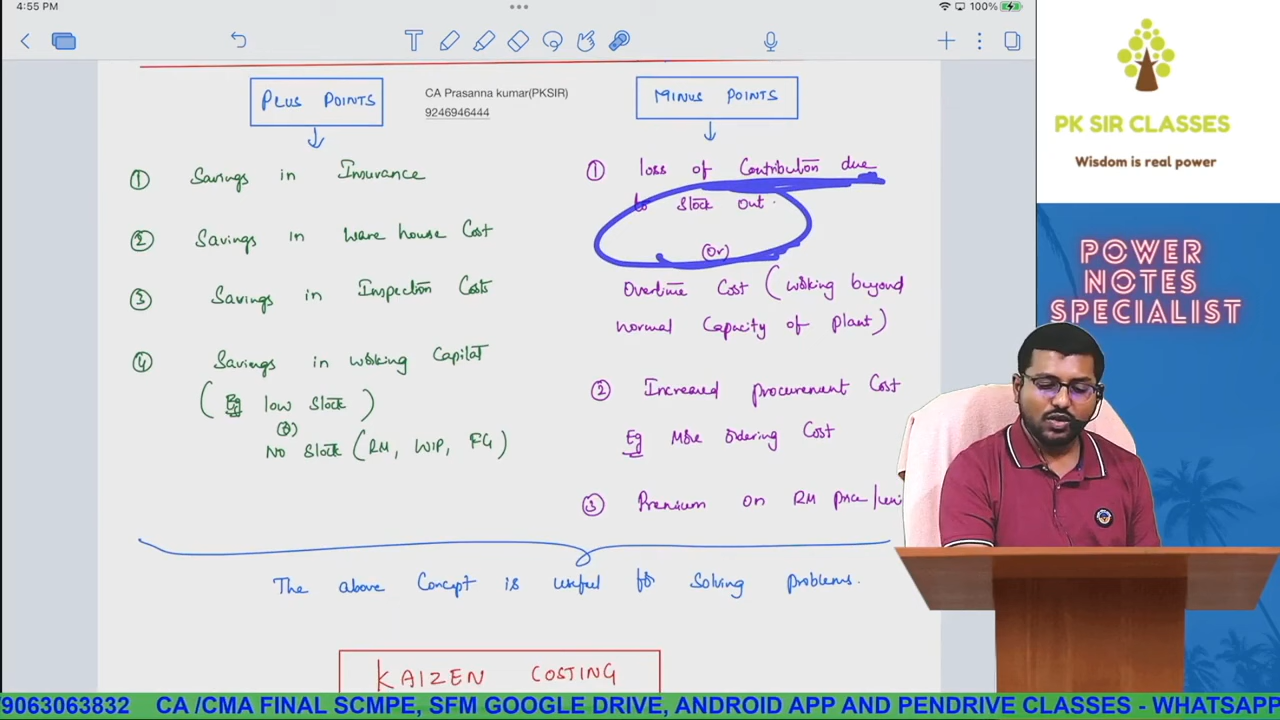 4:55 PM
100%
PLUS POINTS
CA Prasanna kumar(PKSIR)
9246946444
MINUS POINTS
① Savings in Insurance
② Savings in Ware house Cost
③ Savings in Inspection Costs
④ Savings in working Capital
(Eg low Stock)
(or)
No Stock (RM, WIP, FG)
① loss of Contribution due
to Stock Out.
(Or)
Overtime Cost (working beyond
normal Capacity of Plant)
② Increased procurement Cost
Eg More Ordering Cost
③ Premium on RM Price/
The above Concept is useful for Solving Problems.
KAIZEN COSTING
PK SIR CLASSES
Wisdom is real power
POWER
NOTES
SPECIALIST
9063063832 CA /CMA FINAL SCMPE, SFM GOOGLE DRIVE, ANDROID APP AND PENDRIVE CLASSES - WHATSAPP